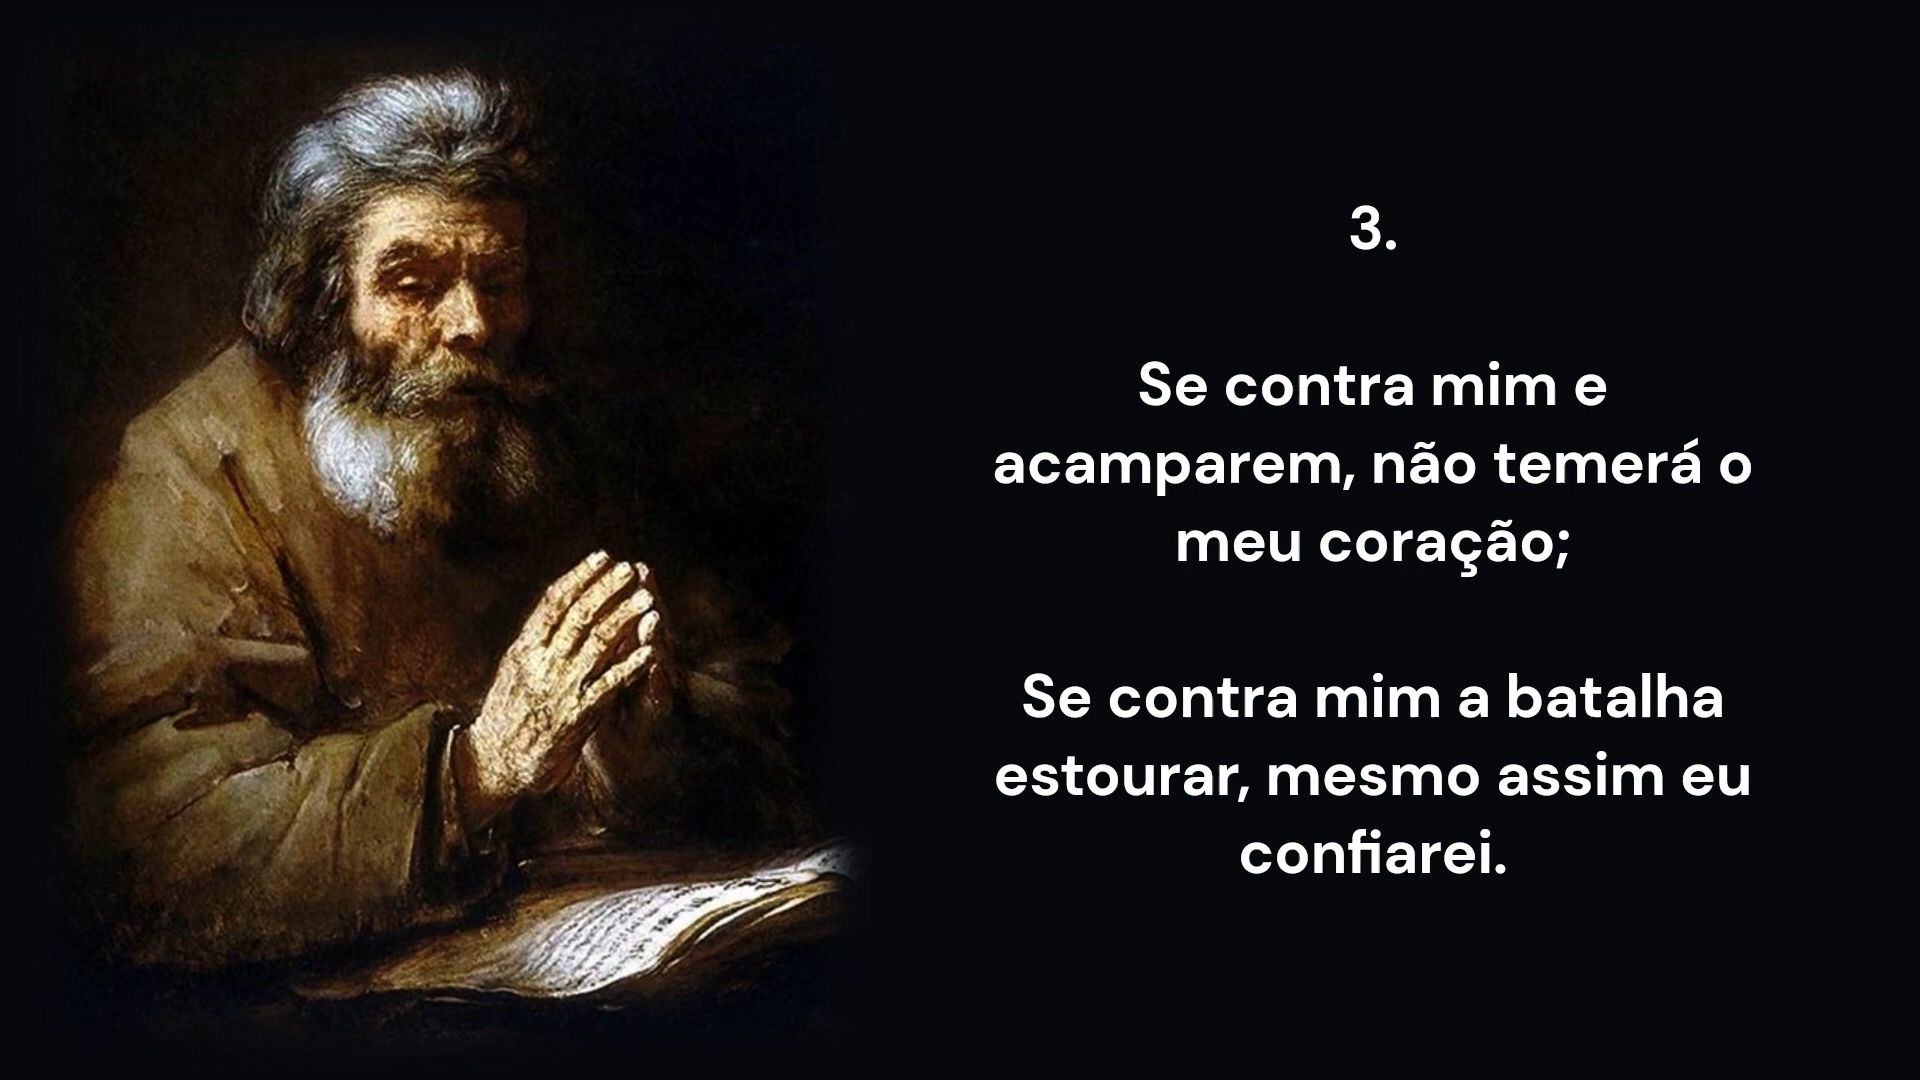 3.
Se contra mim e
acamparem, não temerá o
meu coração;
Se contra mim a batalha
estourar, mesmo assim eu
confiarei.